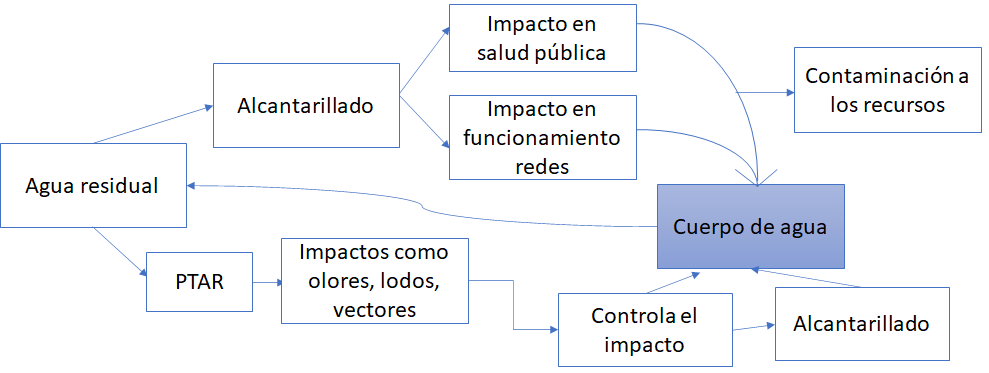 Impacto en
salud pública
Contaminación a
los recursos
Alcantarillado
Impacto en
funcionamiento
redes
Agua residual
Cuerpo de agua
PTAR
Impactos como
olores, lodos,
vectores
Controla el
impacto
Alcantarillado